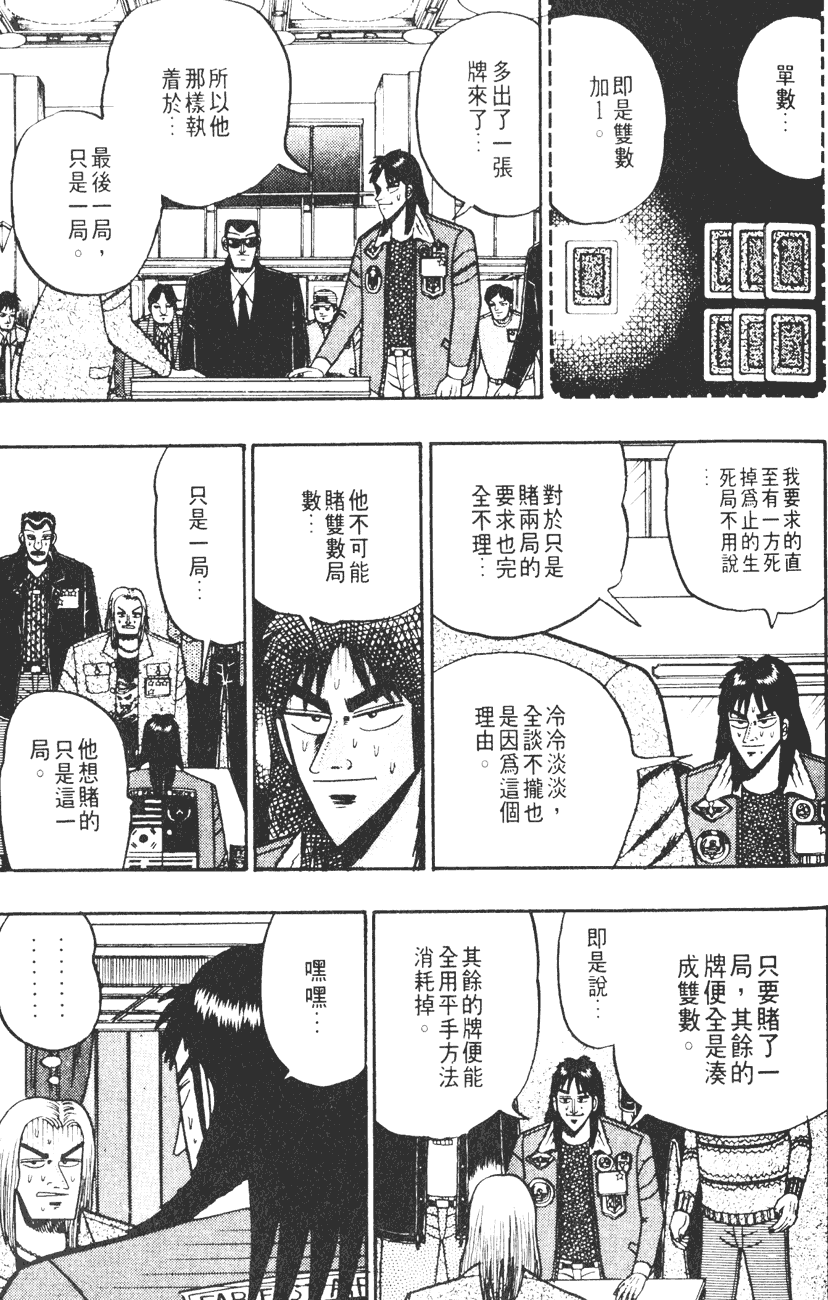 單數…
即是雙數
加1。
多出了一張
牌來了…
所以他
那樣執
着於…
最後一局，
只是一局。
我要求的直
至有一方死
掉為止的生
死局不用說
…
對於只是
賭兩局的
要求也完
全不理…
冷冷淡淡，
全談不攏也
是因為這個
理由。
他不可能
賭雙數局
數…
只是一局…
他想賭的
只是這一
局。
只要賭了一
局，其餘的
牌便全是湊
成雙數。
即是說…
其餘的牌便能
全用平手方法
消耗掉。
嘿嘿…
………
………